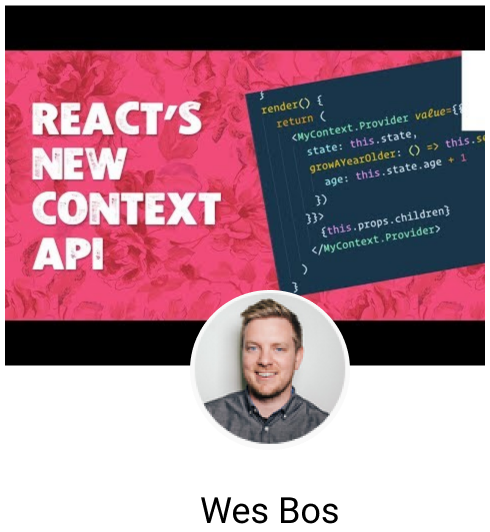 REACT'S
NEW
CONTEXT
API
}
render() {
return (
<MyContext.Provider value={{
state: this.state,
growAYearOlder: () => this.
age: this.state.age + 1
})
}}>
{this.props.children}
</MyContext.Provider>
)
}
Wes Bos